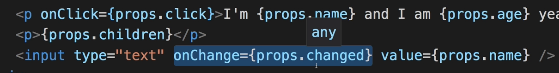 <p onClick={props.click}>I'm {props.name} and I am {props.age} yea
any
<p>{props.children}</p>
<input type="text" onChange={props.changed} value={props.name} />